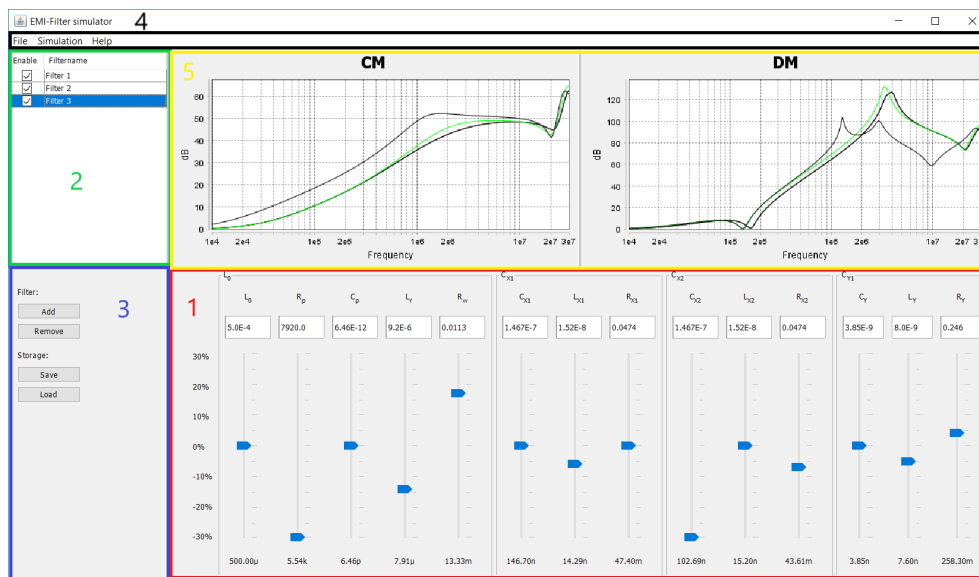 EMI-Filter simulator
4
File Simulation Help
Enable Filtername
Filter 1
Filter 2
Filter 3
2
5
CM
dB
60
50
40
30
20
10
0
1e4 2e4 1e5 2e5 1e6 2e6 1e7 2e7 3e7
Frequency
DM
dB
120
100
80
60
40
20
0
1e4 2e4 1e5 2e5 1e6 2e6 1e7 2e7 3
Frequency
3
Filter:
Add
Remove
Storage:
Save
Load
1
L0 CX1 CX2 CY1
L0 Rp Cp Lr Rw CX1 LX1 RX1 CX2 LX2 RX2 CY LY RY
5.0E-4 7920.0 6.46E-12 9.2E-6 0.0113 1.467E-7 1.52E-8 0.0474 1.467E-7 1.52E-8 0.0474 3.85E-9 8.0E-9 0.246
30%
20%
10%
0%
-10%
-20%
-30%
500.00µ 5.54k 6.46p 7.91µ 13.33m 146.70n 14.29n 47.40m 102.69n 15.20n 43.61m 3.85n 7.60n 258.30m